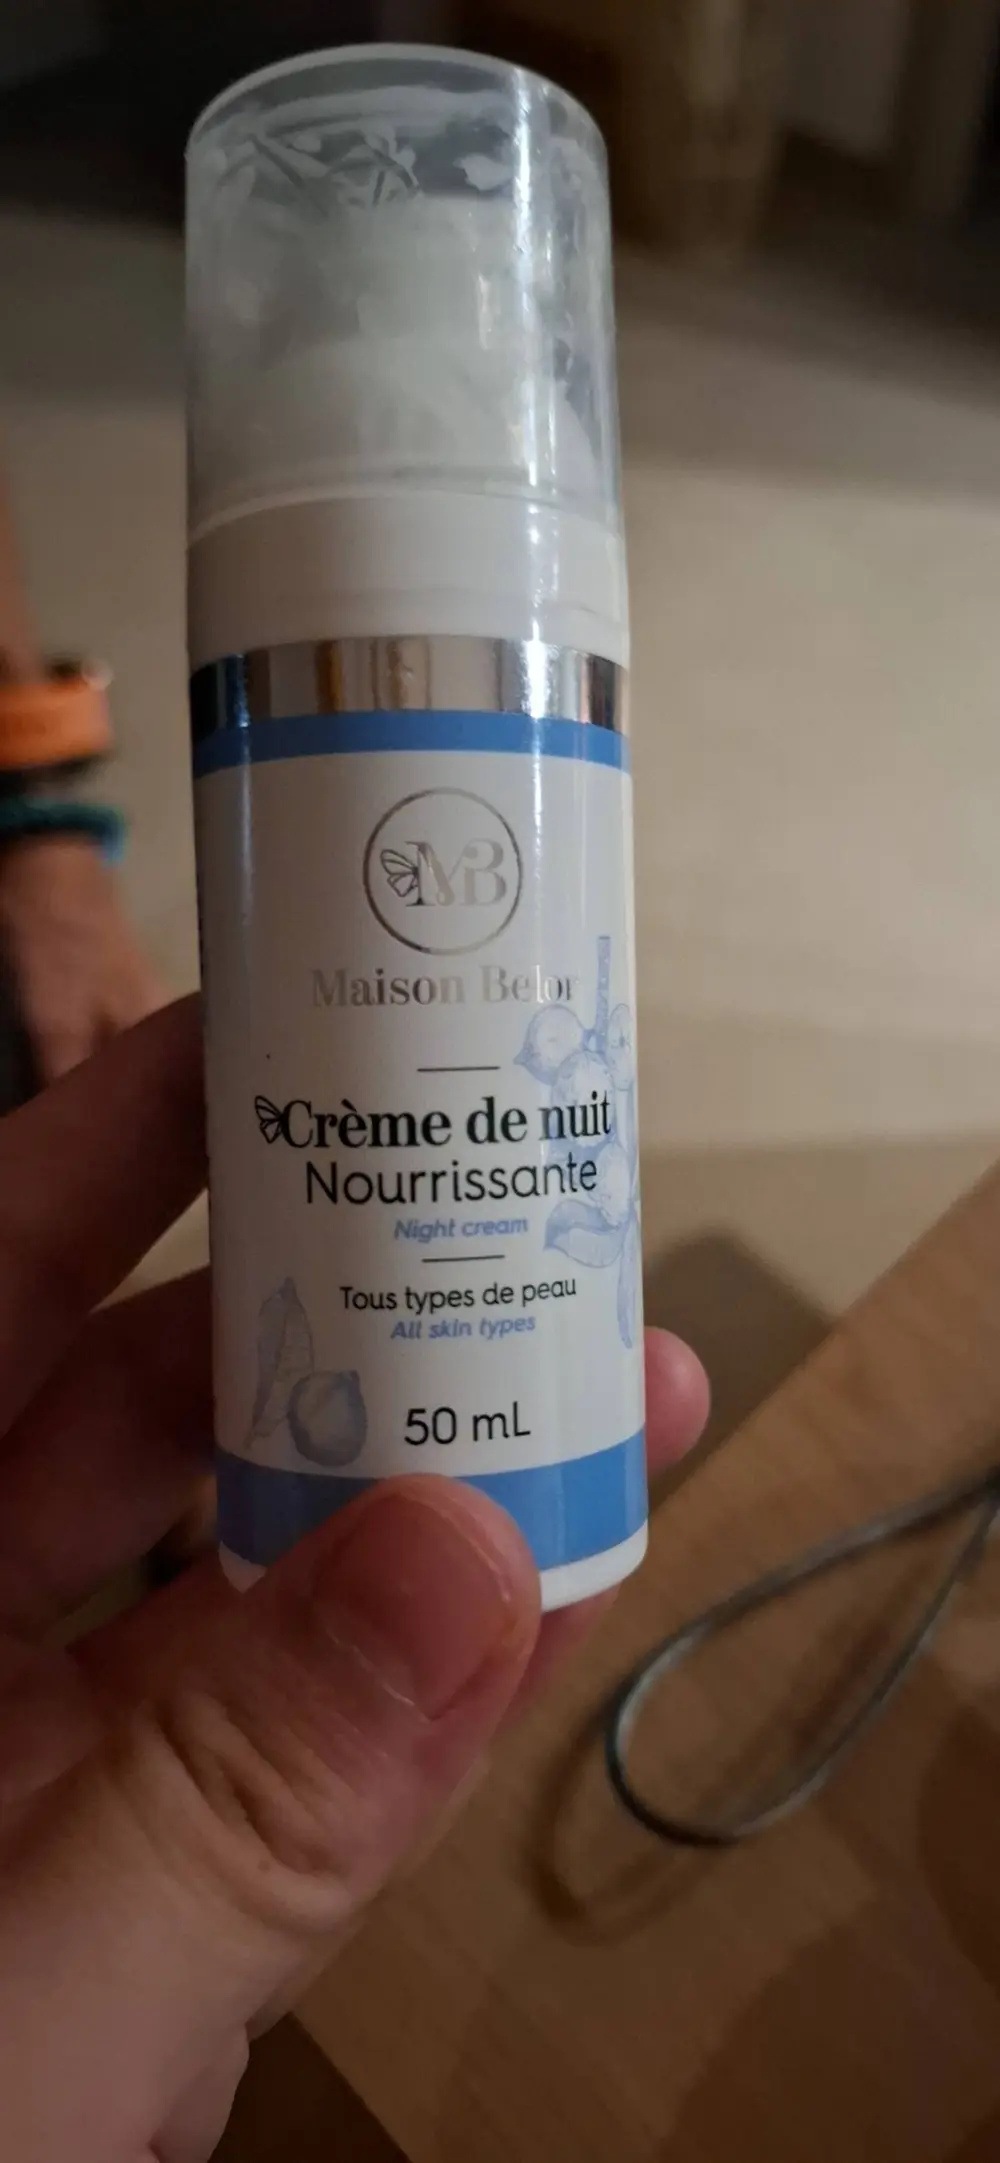 MB
Maison Belor
Crème de nuit
Nourrissante
Night cream
Tous types de peau
All skin types
50 mL